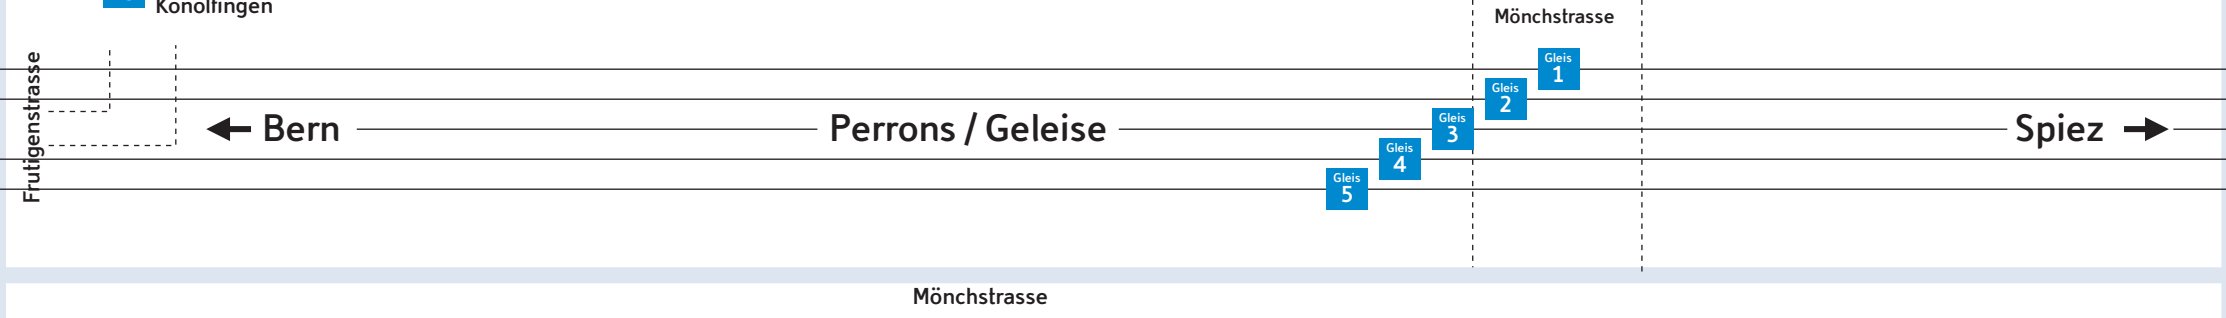 Konolfingen
Mönchstrasse
Frutigenstrasse
Gleis
1
Gleis
2
Gleis
3
Gleis
4
Gleis
5
Bern
Perrons / Geleise
Spiez
Mönchstrasse